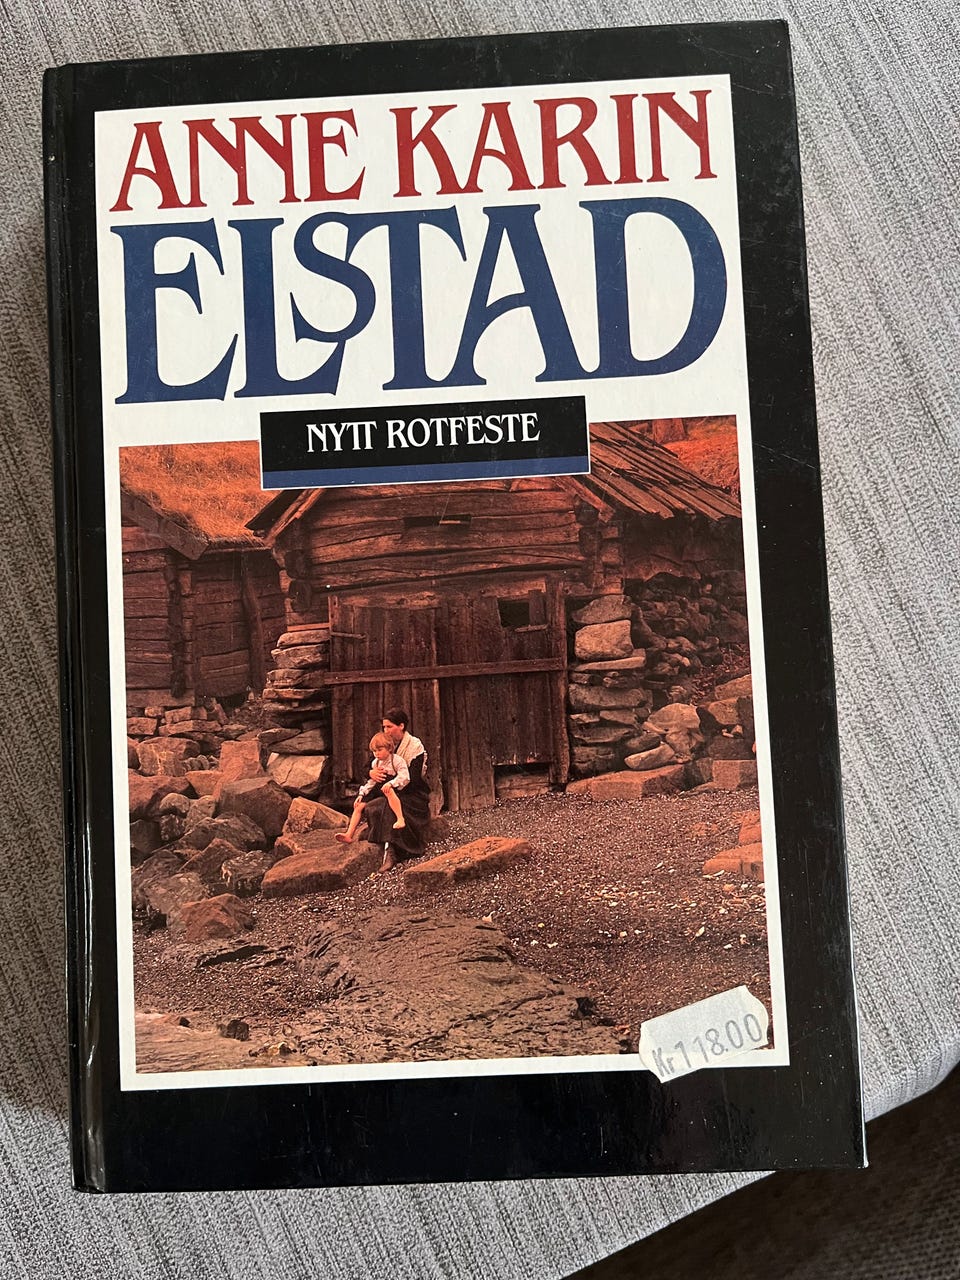 ANNE KARIN
ELSTAD
NYTT ROTFESTE
Kr 118.00